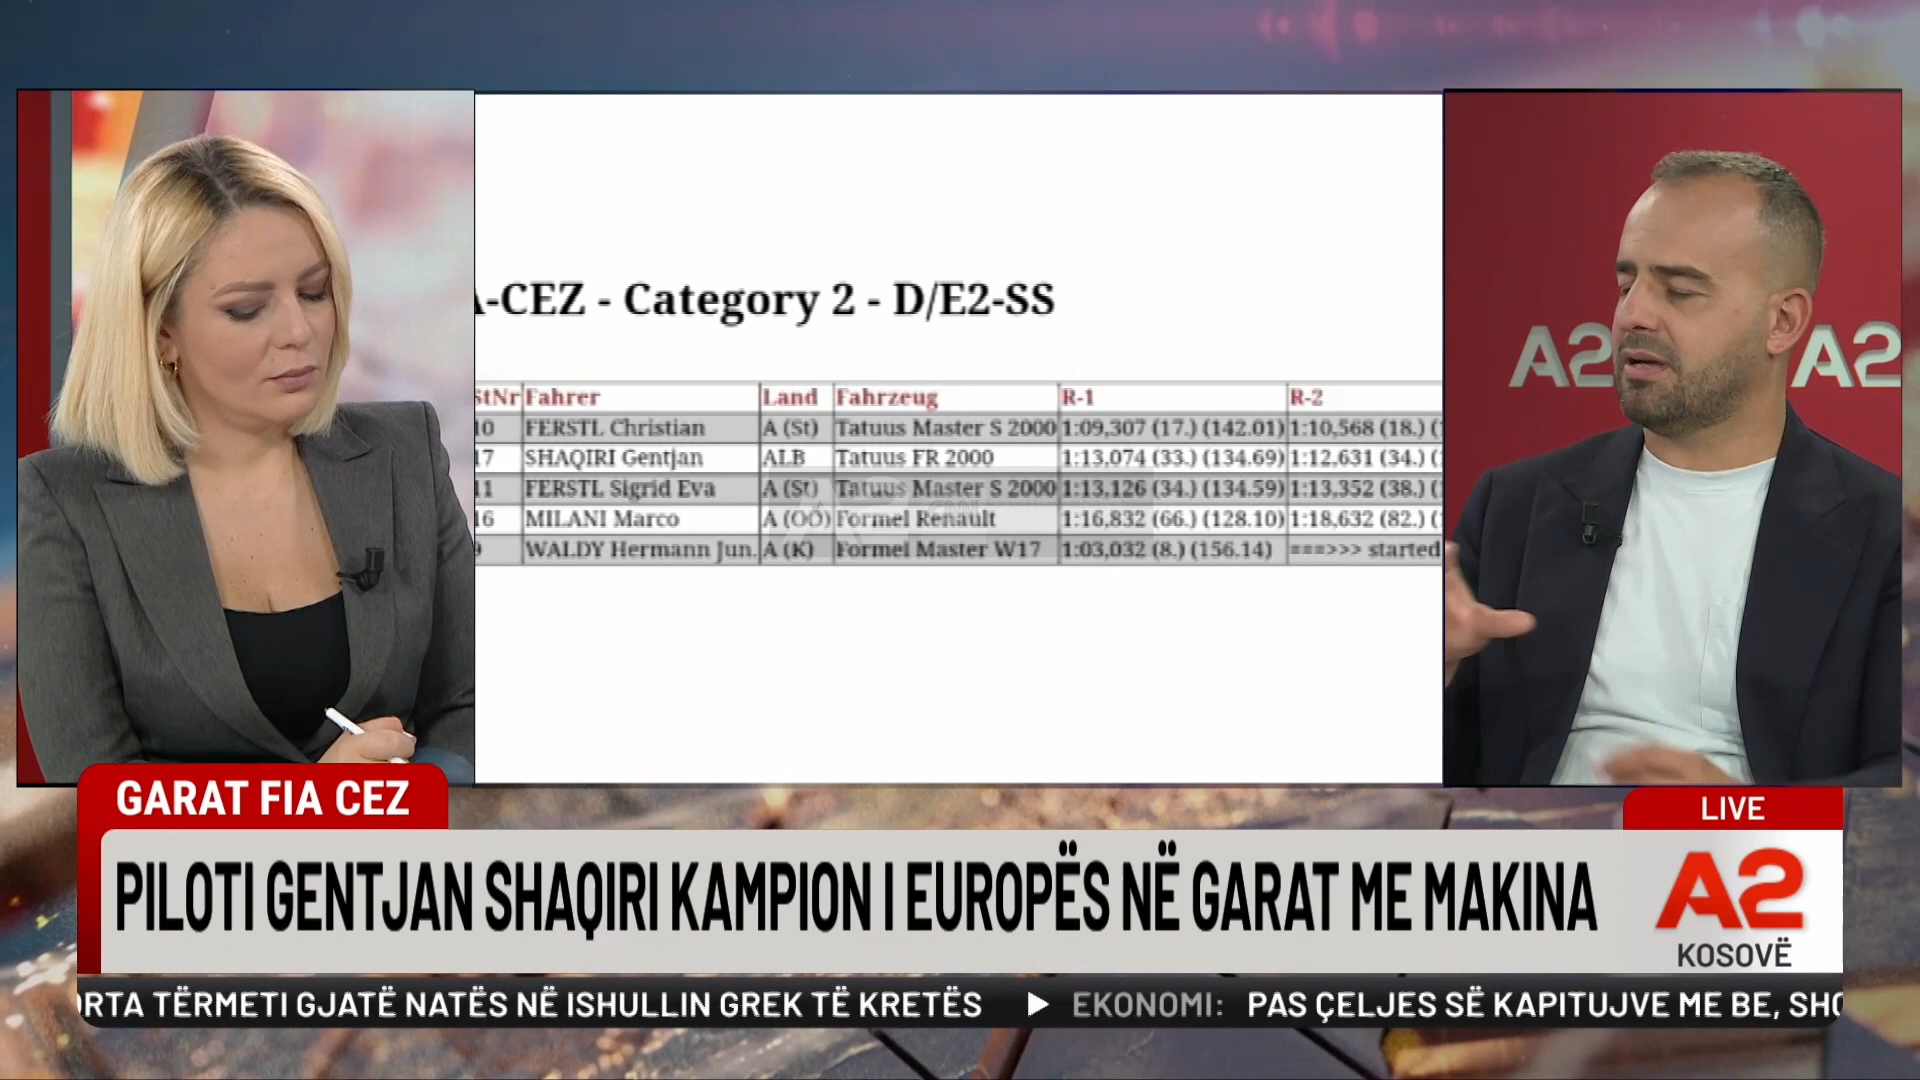 -CEZ - Category 2 - D/E2-SS
StNr Fahrer Land Fahrzeug R-1 R-2
10 FERSTL Christian A (St) Tatuus Master S 2000 1:09,307 (17.) (142.01) 1:10,568 (18.) (
17 SHAQIRI Gentjan ALB Tatuus FR 2000 1:13,074 (33.) (134.69) 1:12,631 (34.) (
11 FERSTL Sigrid Eva A (St) Tatuus Master S 2000 1:13,126 (34.) (134.59) 1:13,352 (38.) (
16 MILANI Marco A (OÖ) Formel Renault 1:16,832 (66.) (128.10) 1:18,632 (82.) (
9 WALDY Hermann Jun. A (K) Formel Master W17 1:03,032 (8.) (156.14) ===>>> started
A2 A2
GARAT FIA CEZ
LIVE
PILOTI GENTJAN SHAQIRI KAMPION I EUROPËS NË GARAT ME MAKINA
A2
KOSOVË
ORTA TËRMETI GJATË NATËS NË ISHULLIN GREK TË KRETËS ▶ EKONOMI: PAS ÇELJES SË KAPITUJVE ME BE, SHQ